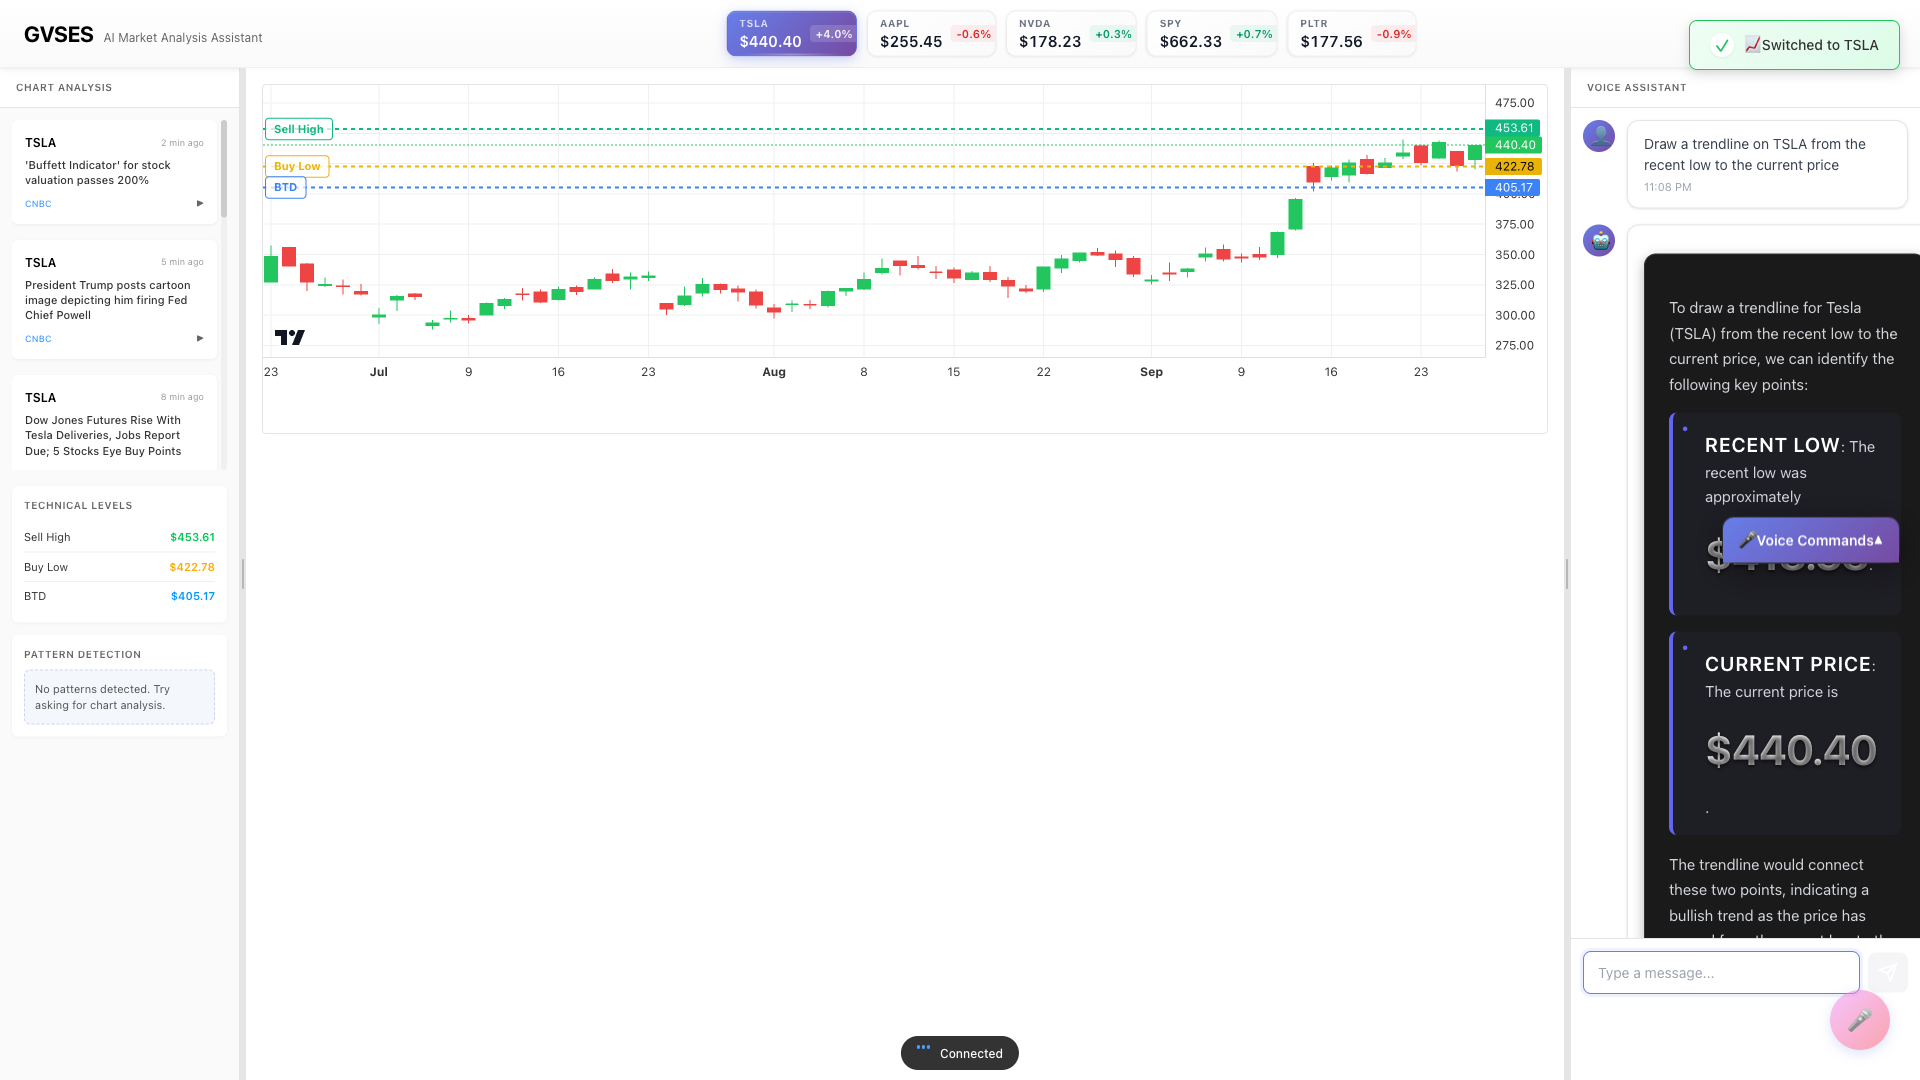 GVSES AI Market Analysis Assistant
TSLA
$440.40 +4.0%
AAPL
$255.45 -0.6%
NVDA
$178.23 +0.3%
SPY
$662.33 +0.7%
PLTR
$177.56 -0.9%
Switched to TSLA
CHART ANALYSIS
TSLA 2 min ago
'Buffett Indicator' for stock
valuation passes 200%
CNBC
TSLA 5 min ago
President Trump posts cartoon
image depicting him firing Fed
Chief Powell
CNBC
TSLA 8 min ago
Dow Jones Futures Rise With
Tesla Deliveries, Jobs Report
Due; 5 Stocks Eye Buy Points
TECHNICAL LEVELS
Sell High $453.61
Buy Low $422.78
BTD $405.17
PATTERN DETECTION
No patterns detected. Try
asking for chart analysis.
Sell High
Buy Low
BTD
475.00
453.61
440.40
422.78
405.17
375.00
350.00
325.00
300.00
275.00
23 Jul 9 16 23 Aug 8 15 22 Sep 9 16 23
Connected
VOICE ASSISTANT
Draw a trendline on TSLA from the
recent low to the current price
11:08 PM
To draw a trendline for Tesla
(TSLA) from the recent low to the
current price, we can identify the
following key points:
RECENT LOW: The
recent low was
approximately
Voice Commands
CURRENT PRICE:
The current price is
$440.40
.
The trendline would connect
these two points, indicating a
bullish trend as the price has
Type a message...